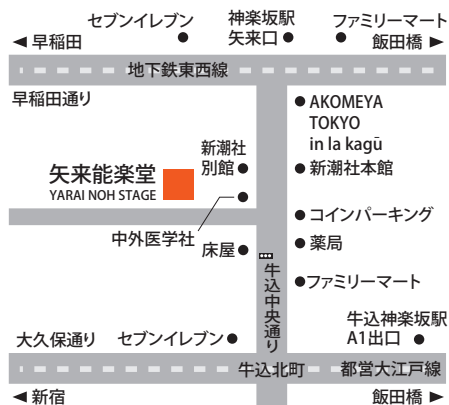 セブンイレブン
神楽坂駅
矢来口
ファミリーマート
◀ 早稲田
飯田橋 ▶
地下鉄東西線
早稲田通り
AKOMEYA
TOKYO
in la kagū
新潮社
別館
新潮社本館
矢来能楽堂
YARAI NOH STAGE
コインパーキング
中外医学社
床屋
薬局
牛込中央通り
ファミリーマート
大久保通り
セブンイレブン
牛込神楽坂駅
A1出口
牛込北町
都営大江戸線
◀ 新宿
飯田橋 ▶